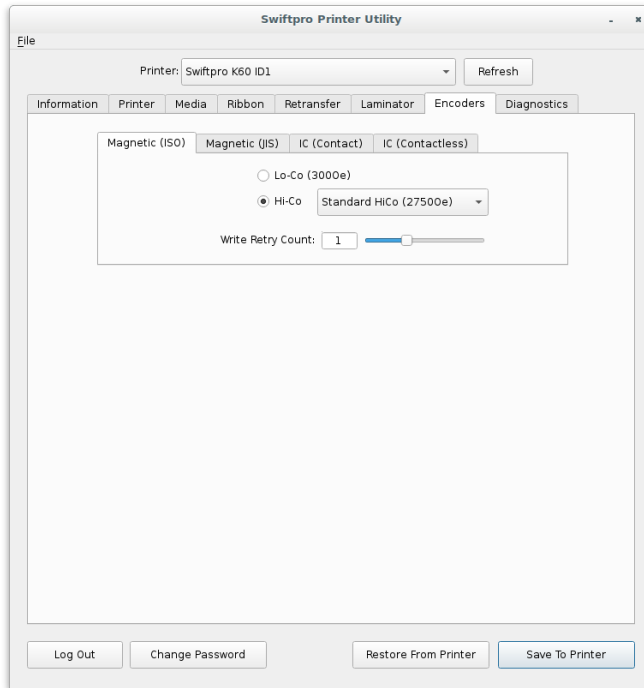 Swiftpro Printer Utility
File
Printer: Swiftpro K60 ID1 Refresh
Information Printer Media Ribbon Retransfer Laminator Encoders Diagnostics
Magnetic (ISO) Magnetic (JIS) IC (Contact) IC (Contactless)
Lo-Co (300Oe)
Hi-Co Standard HiCo (2750Oe)
Write Retry Count: 1
Log Out Change Password Restore From Printer Save To Printer